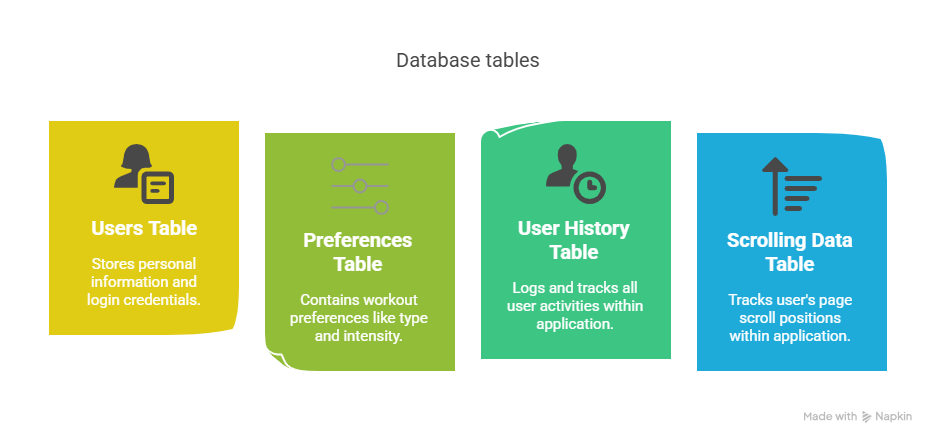 Database tables
Users Table
Stores personal
information and
login credentials.
Preferences
Table
Contains workout
preferences like type
and intensity.
User History
Table
Logs and tracks all
user activities within
application.
Scrolling Data
Table
Tracks user's page
scroll positions
within application.
Made with Napkin